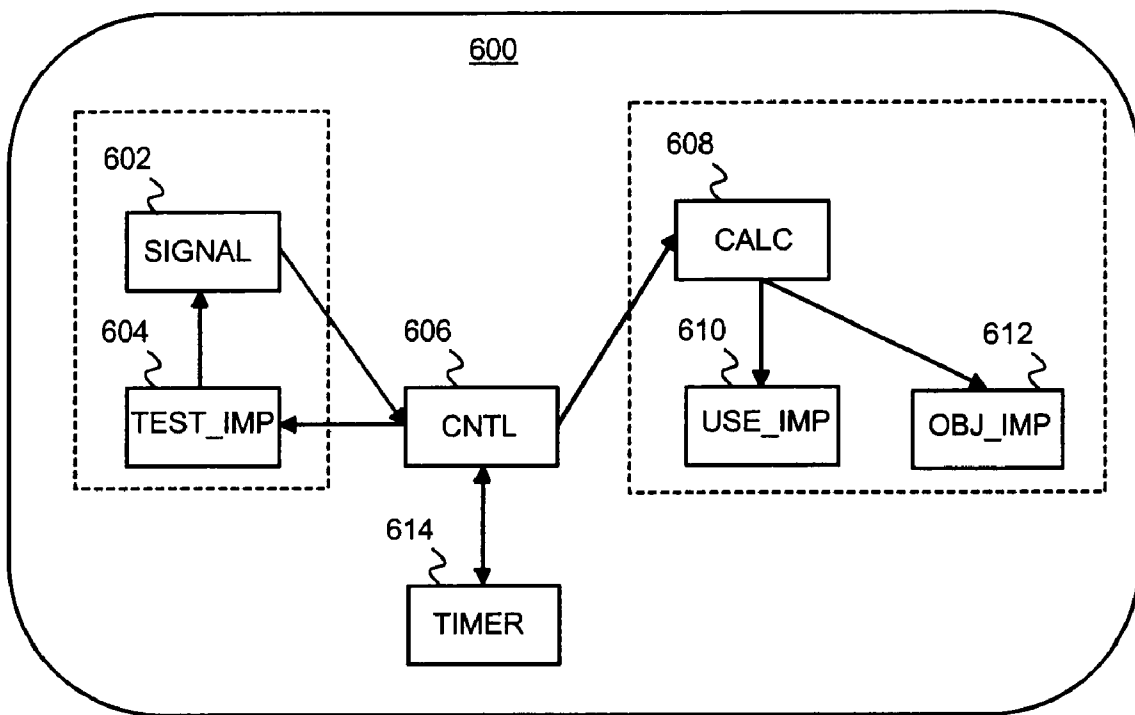 600
602
SIGNAL
604
TEST_IMP
606
CNTL
608
CALC
610
USE_IMP
612
OBJ_IMP
614
TIMER